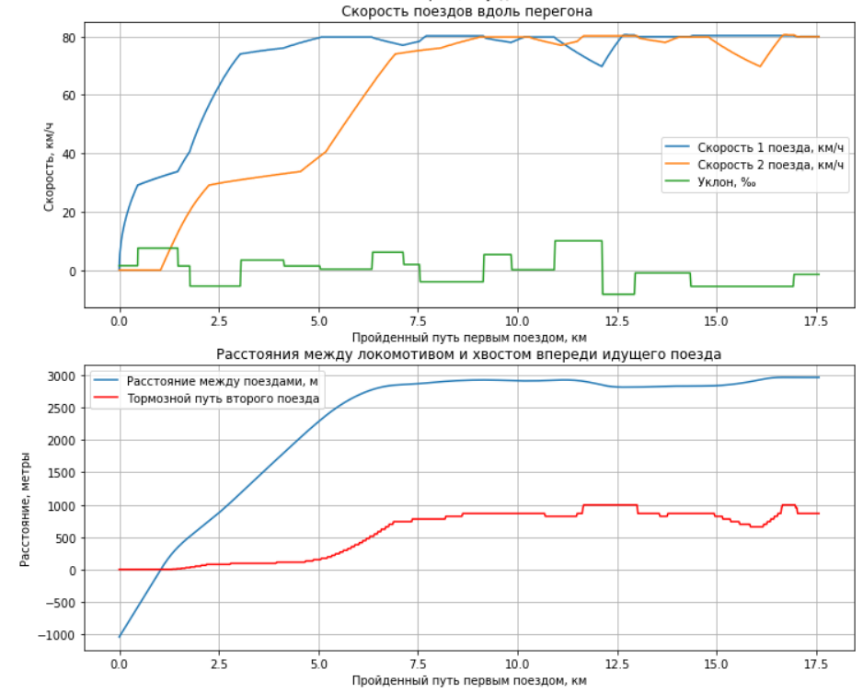 Скорость поездов вдоль перегона
80
60
40
20
0
Скорость, км/ч
Скорость 1 поезда, км/ч
Скорость 2 поезда, км/ч
Уклон, ‰
0.0 2.5 5.0 7.5 10.0 12.5 15.0 17.5
Пройденный путь первым поездом, км
Расстояния между локомотивом и хвостом впереди идущего поезда
3000
2500
2000
1500
1000
500
0
−500
−1000
Расстояние, метры
Расстояние между поездами, м
Тормозной путь второго поезда
0.0 2.5 5.0 7.5 10.0 12.5 15.0 17.5
Пройденный путь первым поездом, км